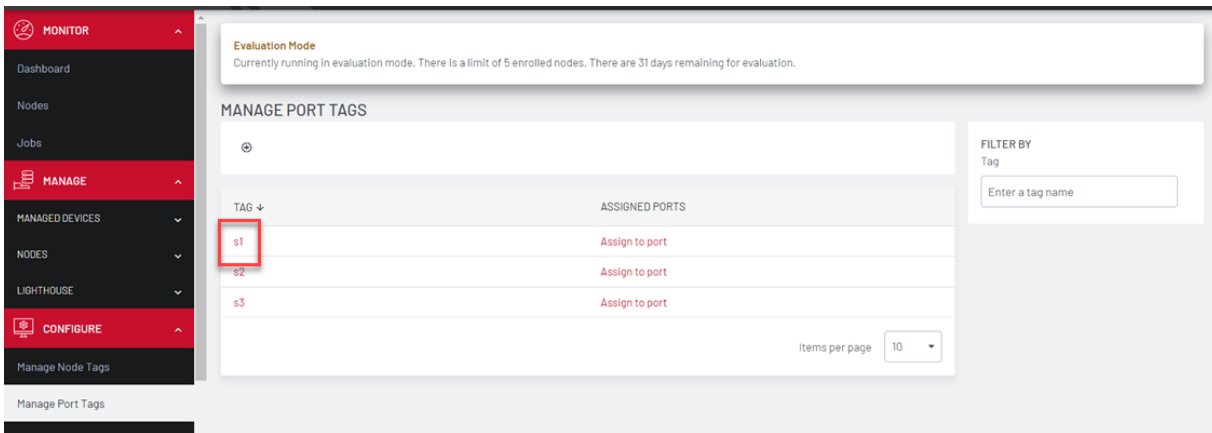 MONITOR
Dashboard
Nodes
Jobs
MANAGE
MANAGED DEVICES
NODES
LIGHTHOUSE
CONFIGURE
Manage Node Tags
Manage Port Tags
Evaluation Mode
Currently running in evaluation mode. There is a limit of 5 enrolled nodes. There are 31 days remaining for evaluation.
MANAGE PORT TAGS
TAG ASSIGNED PORTS
s1 Assign to port
s2 Assign to port
s3 Assign to port
Items per page 10
FILTER BY
Tag
Enter a tag name